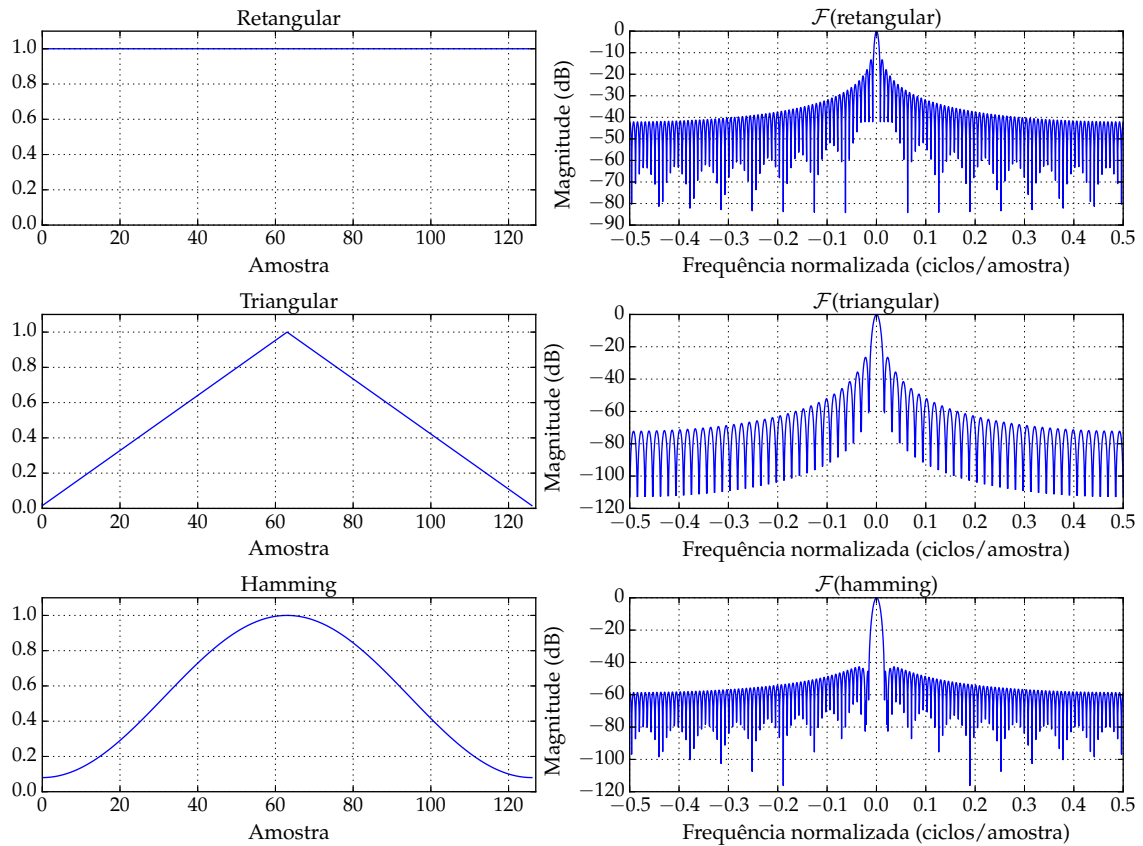 Retangular
1.0
0.8
0.6
0.4
0.2
0.0
0 20 40 60 80 100 120
Amostra
ℱ(retangular)
Magnitude (dB)
0
−10
−20
−30
−40
−50
−60
−70
−80
−90
−0.5 −0.4 −0.3 −0.2 −0.1 0.0 0.1 0.2 0.3 0.4 0.5
Frequência normalizada (ciclos/amostra)
Triangular
1.0
0.8
0.6
0.4
0.2
0.0
0 20 40 60 80 100 120
Amostra
ℱ(triangular)
Magnitude (dB)
0
−20
−40
−60
−80
−100
−120
−0.5 −0.4 −0.3 −0.2 −0.1 0.0 0.1 0.2 0.3 0.4 0.5
Frequência normalizada (ciclos/amostra)
Hamming
1.0
0.8
0.6
0.4
0.2
0.0
0 20 40 60 80 100 120
Amostra
ℱ(hamming)
Magnitude (dB)
0
−20
−40
−60
−80
−100
−120
−0.5 −0.4 −0.3 −0.2 −0.1 0.0 0.1 0.2 0.3 0.4 0.5
Frequência normalizada (ciclos/amostra)